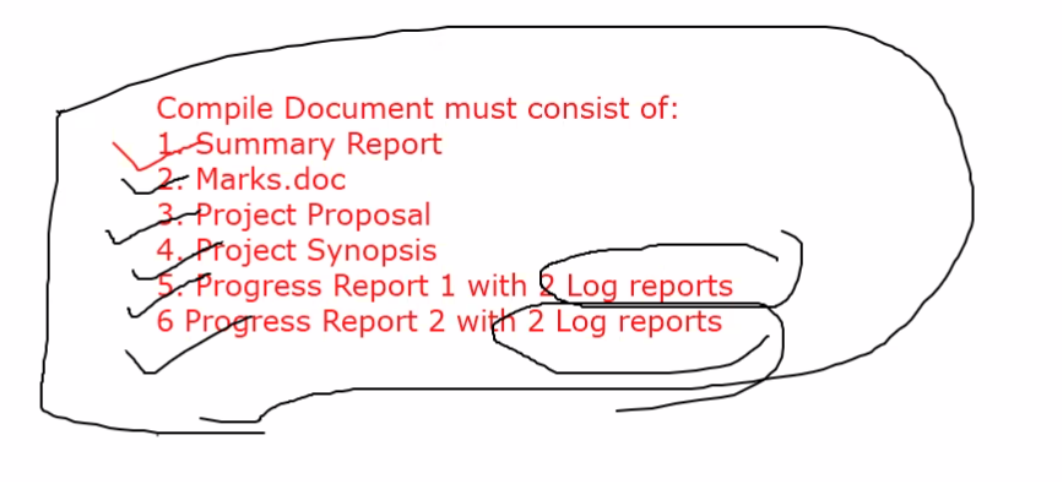 Compile Document must consist of:
1. Summary Report
2. Marks.doc
3. Project Proposal
4. Project Synopsis
5. Progress Report 1 with 2 Log reports
6 Progress Report 2 with 2 Log reports